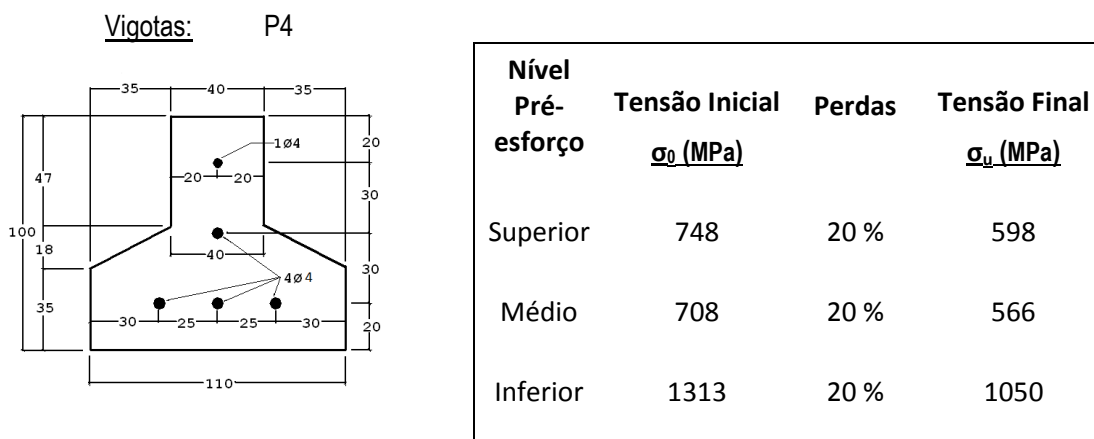 Vigotas: P4
35 40 35
1ø4
20
20 20
47
30
100
18
40
4ø4
30
35
30 25 25 30
20
110
Nível
Pré-
esforço
Tensão Inicial
σ0 (MPa)
Perdas
Tensão Final
σu (MPa)
Superior 748 20 % 598
Médio 708 20 % 566
Inferior 1313 20 % 1050